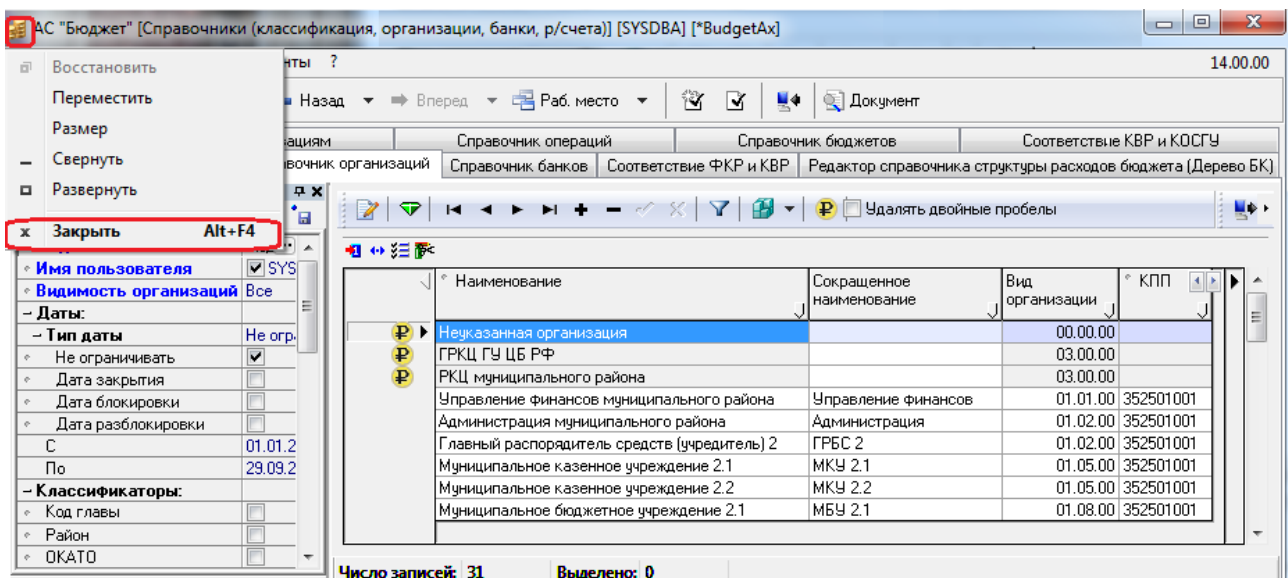 АС "Бюджет" [Справочники (классификация, организации, банки, р/счета)] [SYSDBA] [*BudgetAx]
Восстановить
Переместить
Размер
Свернуть
Развернуть
x Закрыть Alt+F4
нты ? 14.00.00
Назад Вперед Раб. место Документ
ациям Справочник операций Справочник бюджетов Соответствие КВР и КОСГУ
вочник организаций Справочник банков Соответствие ФКР и КВР Редактор справочника структуры расходов бюджета (Дерево БК)
Удалять двойные пробелы
Имя пользователя SYS
Видимость организаций Все
– Даты:
– Тип даты Не огр
Не ограничивать
Дата закрытия
Дата блокировки
Дата разблокировки
С 01.01.2
По 29.09.2
– Классификаторы:
Код главы
Район
ОКАТО
Наименование Сокращенное наименование Вид организации КПП
Неуказанная организация 00.00.00
ГРКЦ ГУ ЦБ РФ 03.00.00
РКЦ муниципального района 03.00.00
Управление финансов муниципального района Управление финансов 01.01.00 352501001
Администрация муниципального района Администрация 01.02.00 352501001
Главный распорядитель средств (учредитель) 2 ГРБС 2 01.02.00 352501001
Муниципальное казенное учреждение 2.1 МКУ 2.1 01.05.00 352501001
Муниципальное казенное учреждение 2.2 МКУ 2.2 01.05.00 352501001
Муниципальное бюджетное учреждение 2.1 МБУ 2.1 01.08.00 352501001
Число записей: 31 Выделено: 0